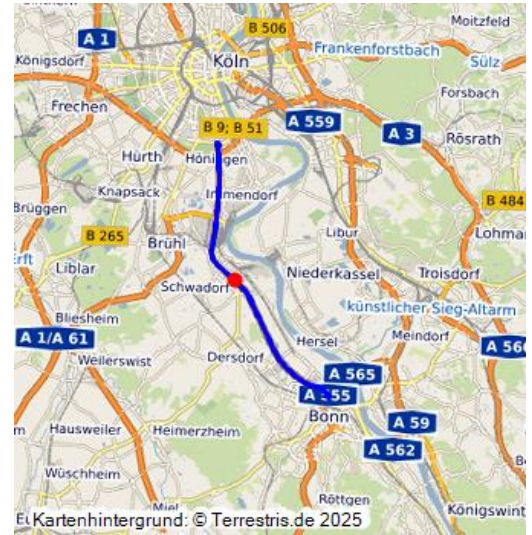 Moitzfeld
B 506
A 1
Köln
Frankenforstbach
Königsdorf
Sülz
Forsbach
Frechen
B 9; B 51
A 559
A 3
Rösrath
Hürth
Höningen
Knapsack
Immendorf
B 484
Brüggen
Libur
Lohmar
B 265
Brühl
Erft
Liblar
Niederkassel
Troisdorf
Schwadorf
künstlicher Sieg-Altarm
Bliesheim
Hersel
Meindorf
A 1/A 61
Weilerswist
A 560
Dersdorf
A 565
A 555
Bonn
A 59
Hausweiler
Heimerzheim
A 562
Wüschheim
Röttgen
Königswint
Kartenhintergrund: © Terrestris.de 2025